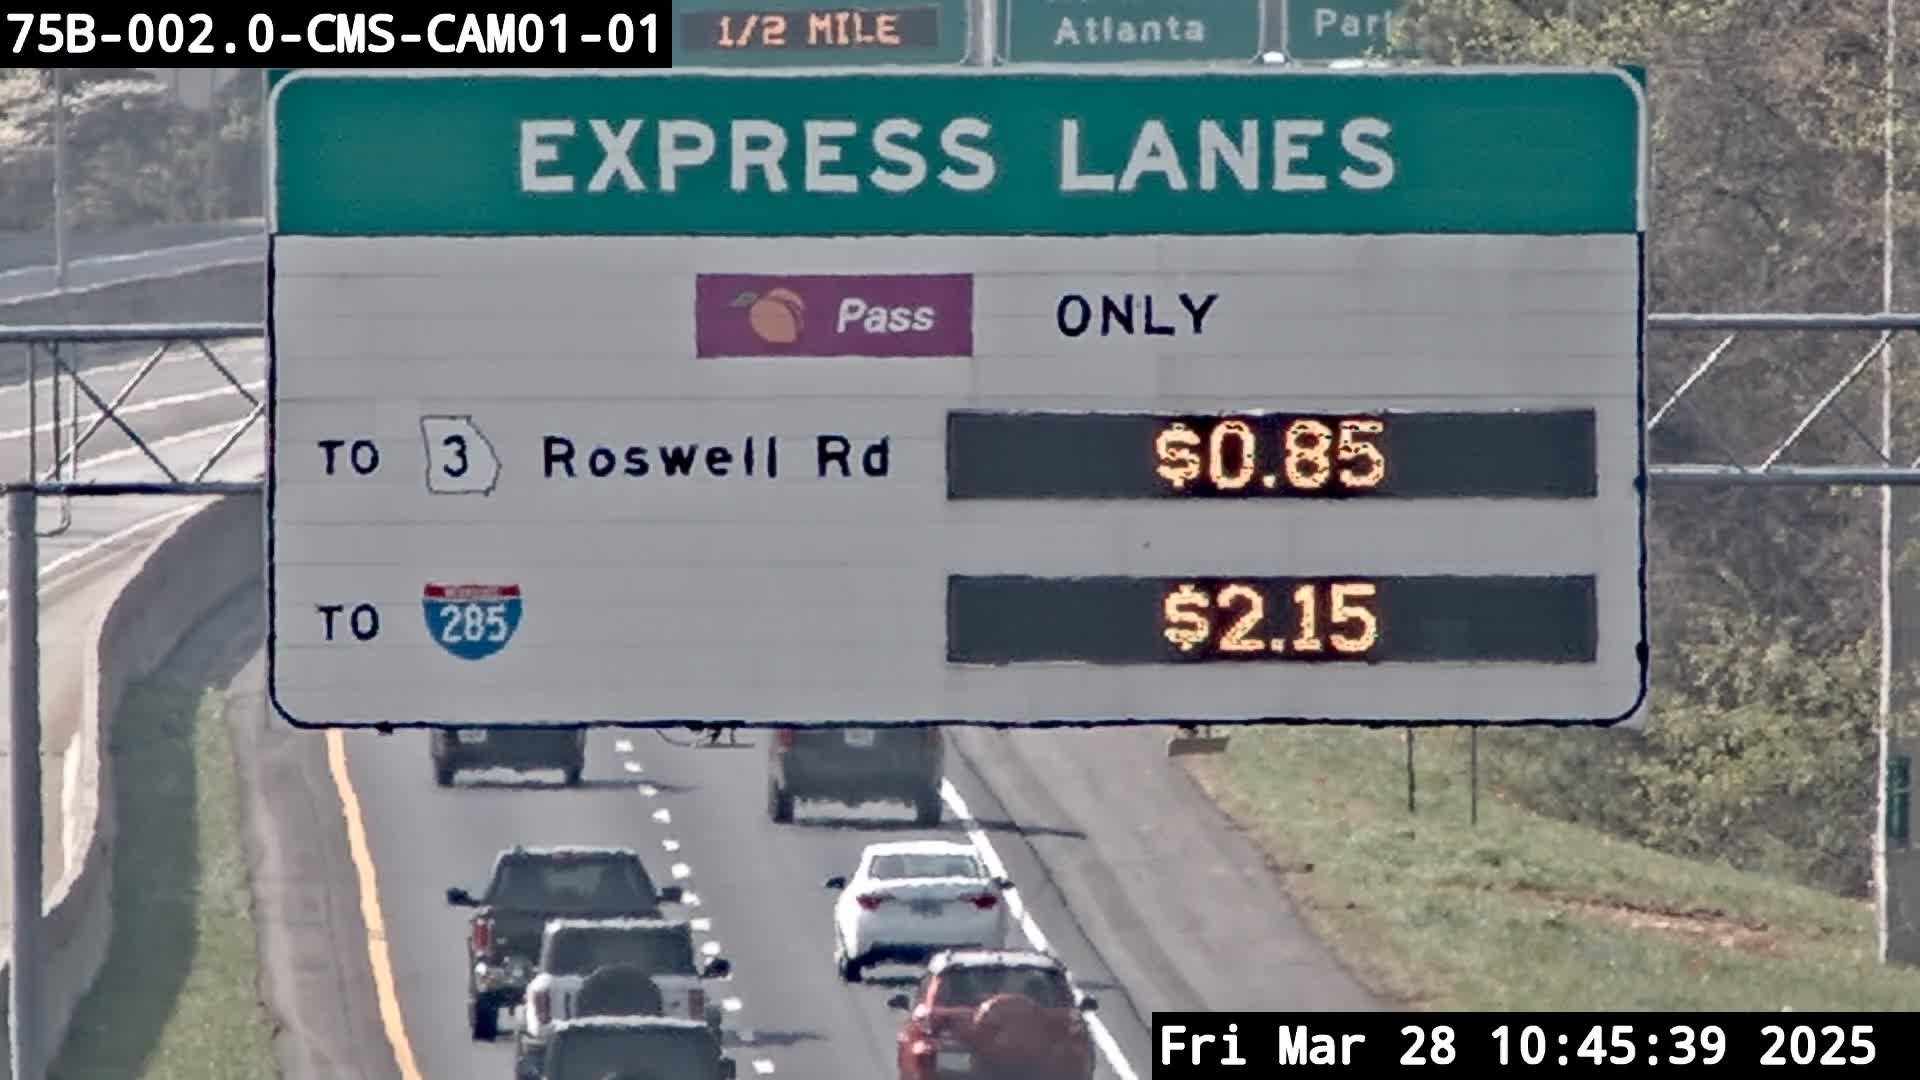 75B-002.0-CMS-CAM01-01
1/2 MILE
Atlanta
EXPRESS LANES
Pass ONLY
TO 3 Roswell Rd $0.85
TO 285 $2.15
Fri Mar 28 10:45:39 2025